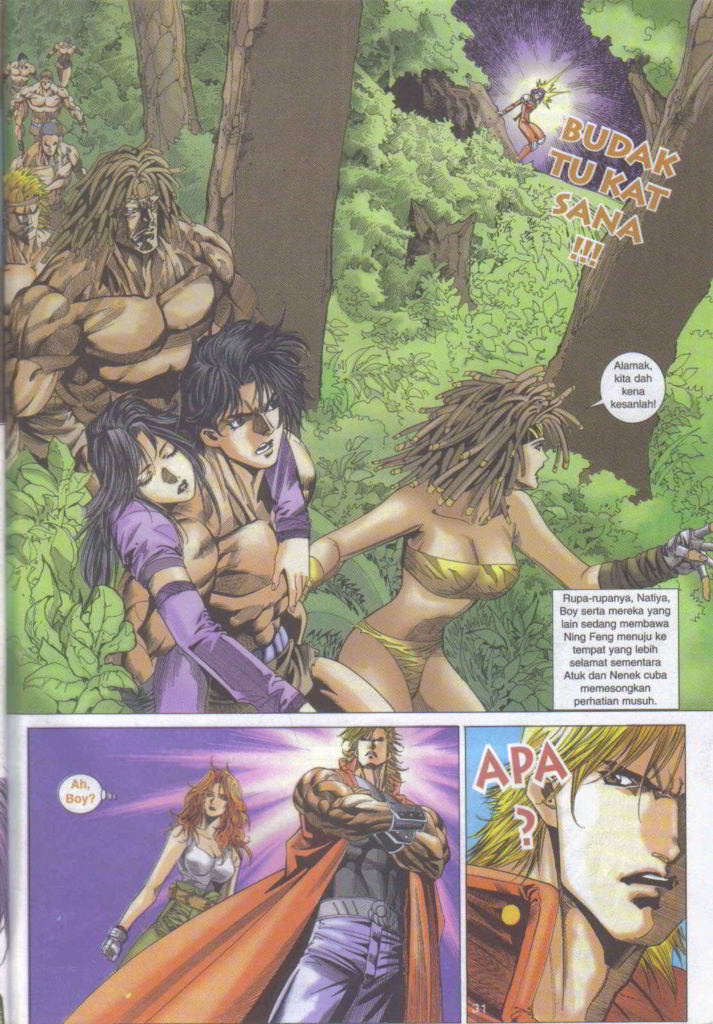 BUDAK
TU KAT
SANA
!!!
Alamak,
kita dah
kena
kesanlah!
Rupa-rupanya, Natiya,
Boy serta mereka yang
lain sedang membawa
Ning Feng menuju ke
tempat yang lebih
selamat sementara
Atuk dan Nenek cuba
memesongkan
perhatian musuh.
Ah,
Boy?
APA
?
31